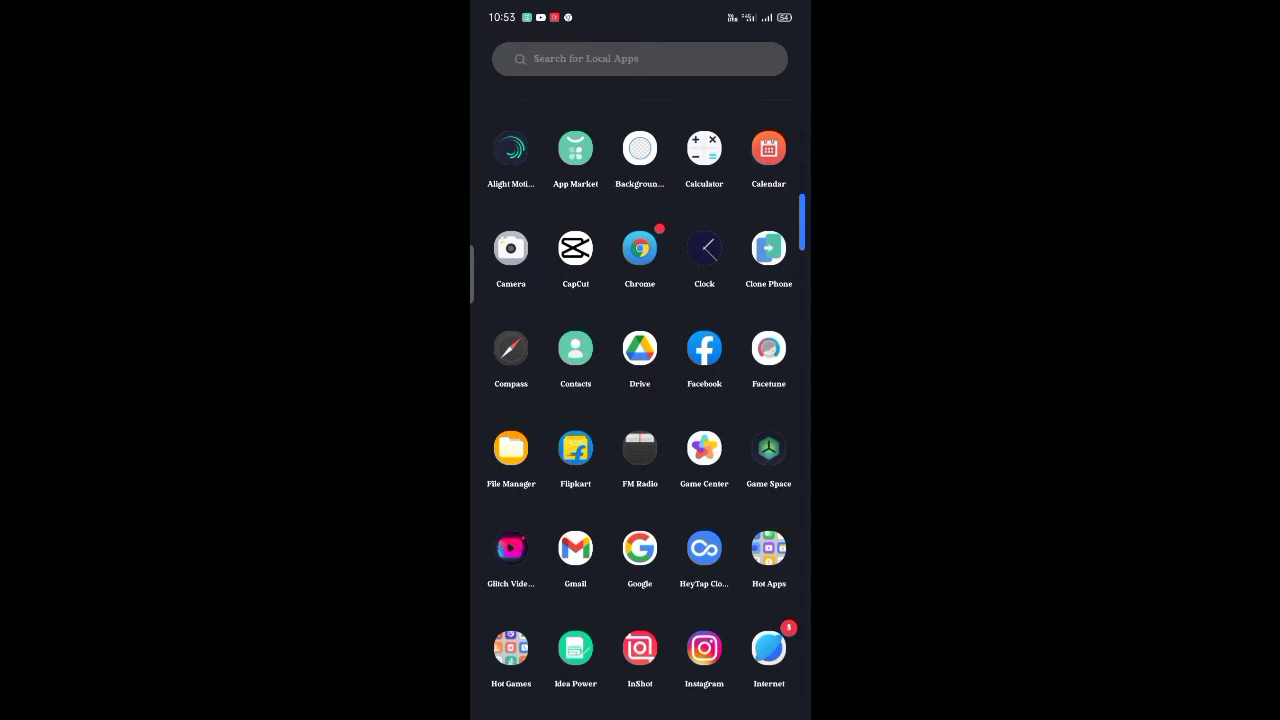 10:53 54
Search for Local Apps
Alight Moti... App Market Backgroun... Calculator Calendar
Camera CapCut Chrome Clock Clone Phone
Compass Contacts Drive Facebook Facetune
File Manager Flipkart FM Radio Game Center Game Space
Glitch Vide... Gmail Google HeyTap Clo... Hot Apps
8
Hot Games Idea Power InShot Instagram Internet